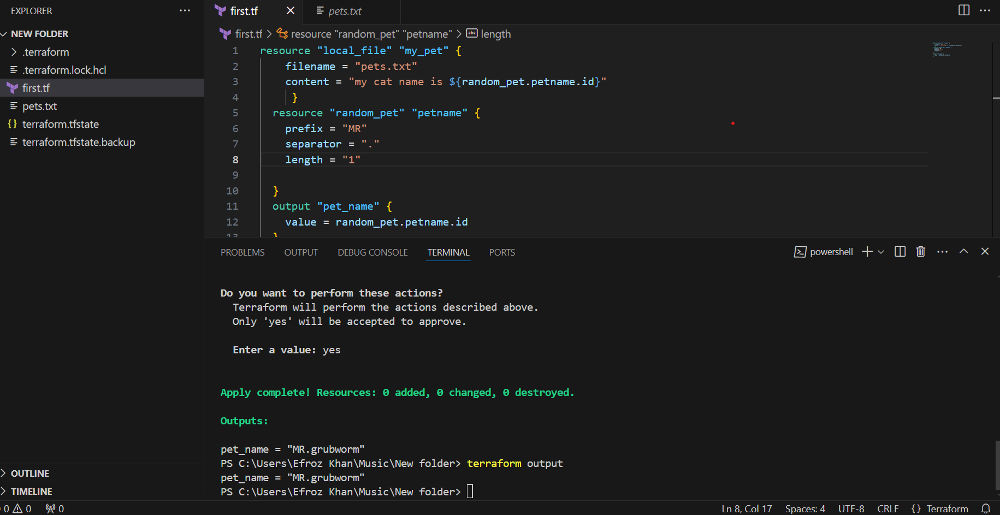 EXPLORER
NEW FOLDER
.terraform
.terraform.lock.hcl
first.tf
pets.txt
terraform.tfstate
terraform.tfstate.backup
OUTLINE
TIMELINE
first.tf
pets.txt
first.tf > resource "random_pet" "petname" > abc length
1 resource "local_file" "my_pet" {
2 filename = "pets.txt"
3 content = "my cat name is ${random_pet.petname.id}"
4 }
5 resource "random_pet" "petname" {
6 prefix = "MR"
7 separator = "."
8 length = "1"
9
10 }
11 output "pet_name" {
12 value = random_pet.petname.id
13 }
PROBLEMS OUTPUT DEBUG CONSOLE TERMINAL PORTS powershell
Do you want to perform these actions?
Terraform will perform the actions described above.
Only 'yes' will be accepted to approve.
Enter a value: yes
Apply complete! Resources: 0 added, 0 changed, 0 destroyed.
Outputs:
pet_name = "MR.grubworm"
PS C:\Users\Efroz Khan\Music\New folder> terraform output
pet_name = "MR.grubworm"
PS C:\Users\Efroz Khan\Music\New folder>
0 0 0 Ln 8, Col 17 Spaces: 4 UTF-8 CRLF {} Terraform